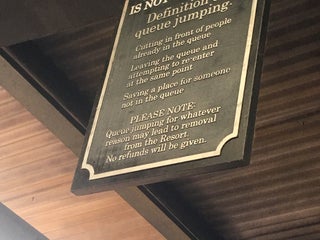 IS NOT
Definition
queue jumping.
Cutting in front of people
already in the queue
Leaving the queue and
attempting to re-enter
at the same point
Saving a place for someone
not in the queue
PLEASE NOTE:
Queue jumping for whatever
reason may lead to removal
from the Resort.
No refunds will be given.